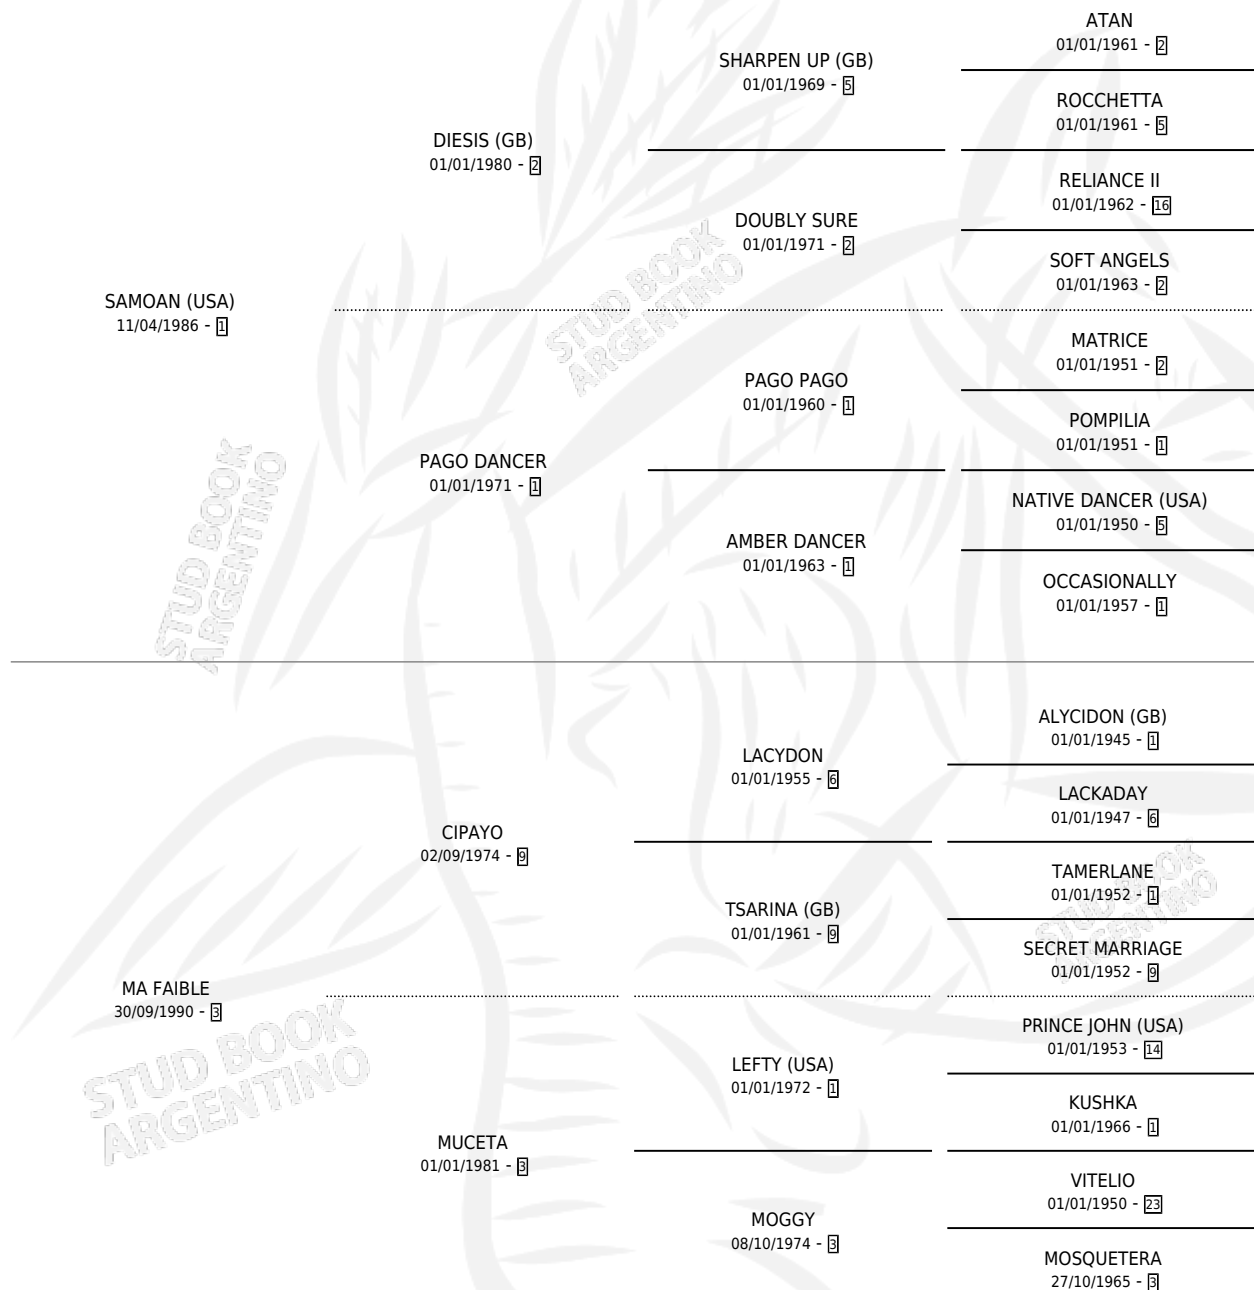 ATAN
01/01/1961 - 2
SHARPEN UP (GB)
01/01/1969 - 5
ROCCHETTA
01/01/1961 - 5
DIESIS (GB)
01/01/1980 - 2
RELIANCE II
01/01/1962 - 16
DOUBLY SURE
01/01/1971 - 2
SOFT ANGELS
01/01/1963 - 2
SAMOAN (USA)
11/04/1986 - 1
STUD BOOK
ARGENTINO
MATRICE
01/01/1951 - 2
PAGO PAGO
01/01/1960 - 1
POMPILIA
01/01/1951 - 1
PAGO DANCER
01/01/1971 - 1
NATIVE DANCER (USA)
01/01/1950 - 5
AMBER DANCER
01/01/1963 - 1
OCCASIONALLY
01/01/1957 - 1
STUD BOOK
ARGENTINO
ALYCIDON (GB)
01/01/1945 - 1
LACYDON
01/01/1955 - 6
LACKADAY
01/01/1947 - 6
CIPAYO
02/09/1974 - 9
TAMERLANE
01/01/1952 - 1
TSARINA (GB)
01/01/1961 - 9
STUD BOOK
ARGENTINO
SECRET MARRIAGE
01/01/1952 - 9
MA FAIBLE
30/09/1990 - 3
STUD BOOK
ARGENTINO
PRINCE JOHN (USA)
01/01/1953 - 14
LEFTY (USA)
01/01/1972 - 1
KUSHKA
01/01/1966 - 1
MUCETA
01/01/1981 - 3
VITELIO
01/01/1950 - 23
MOGGY
08/10/1974 - 3
MOSQUETERA
27/10/1965 - 3